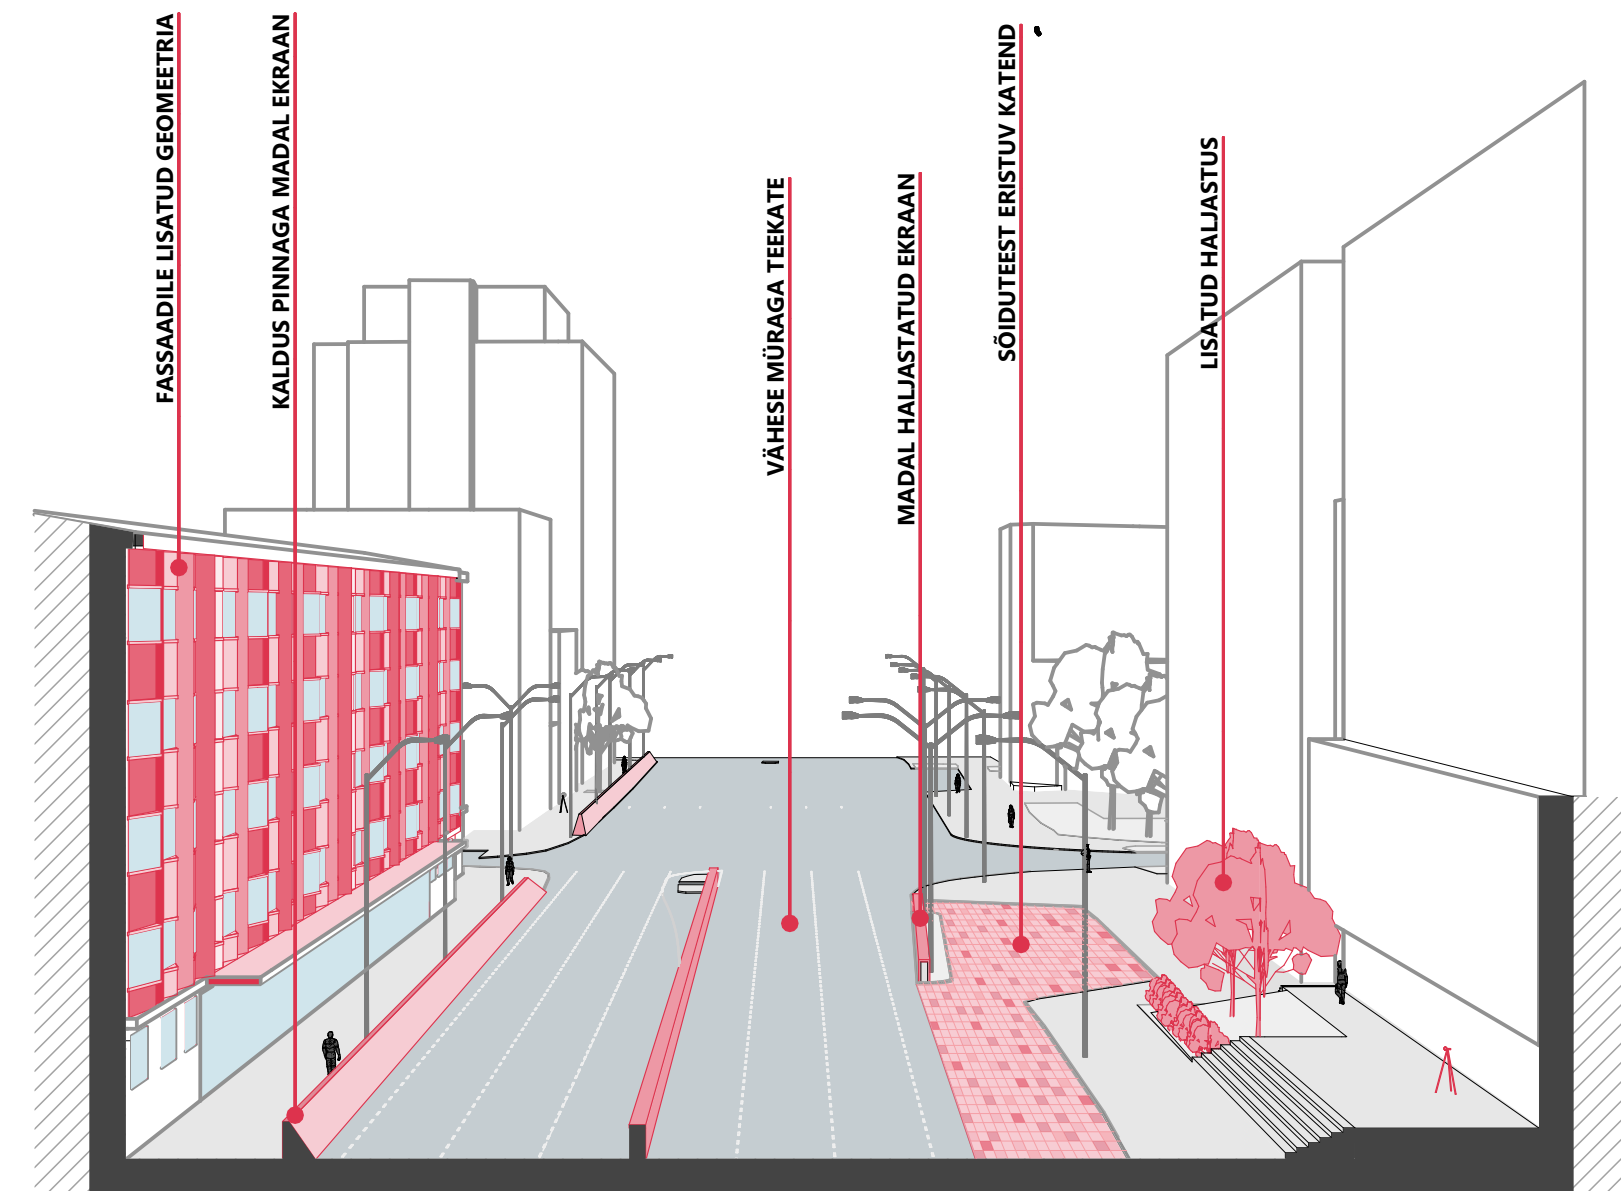 FASSAADILE LISATUD GEOMEETRIA
KALDUS PINNAGA MADAL EKRAAN
VÄHESE MÜRAGA TEEKATE
MADAL HALJASTATUD EKRAAN
SÕIDUTEEST ERISTUV KATEND
LISATUD HALJASTUS